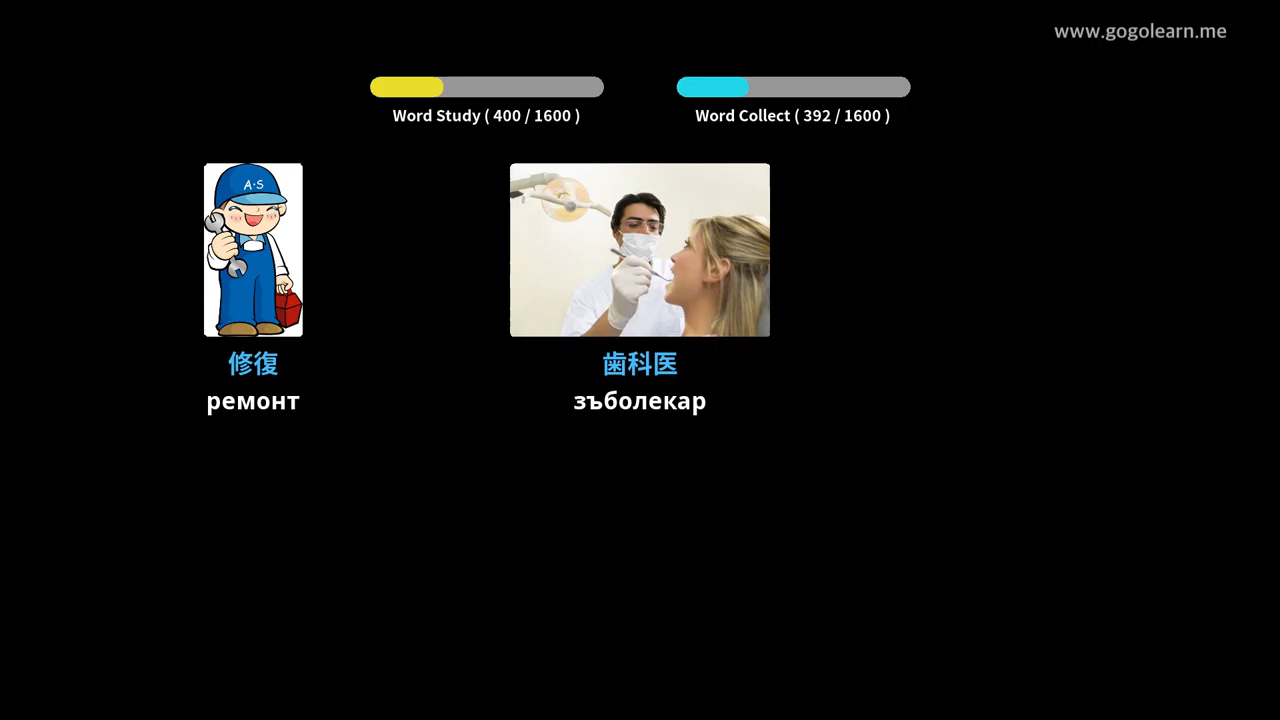 www.gogolearn.me
Word Study ( 400 / 1600 )
Word Collect ( 392 / 1600 )
A·S
修復
ремонт
歯科医
зъболекар